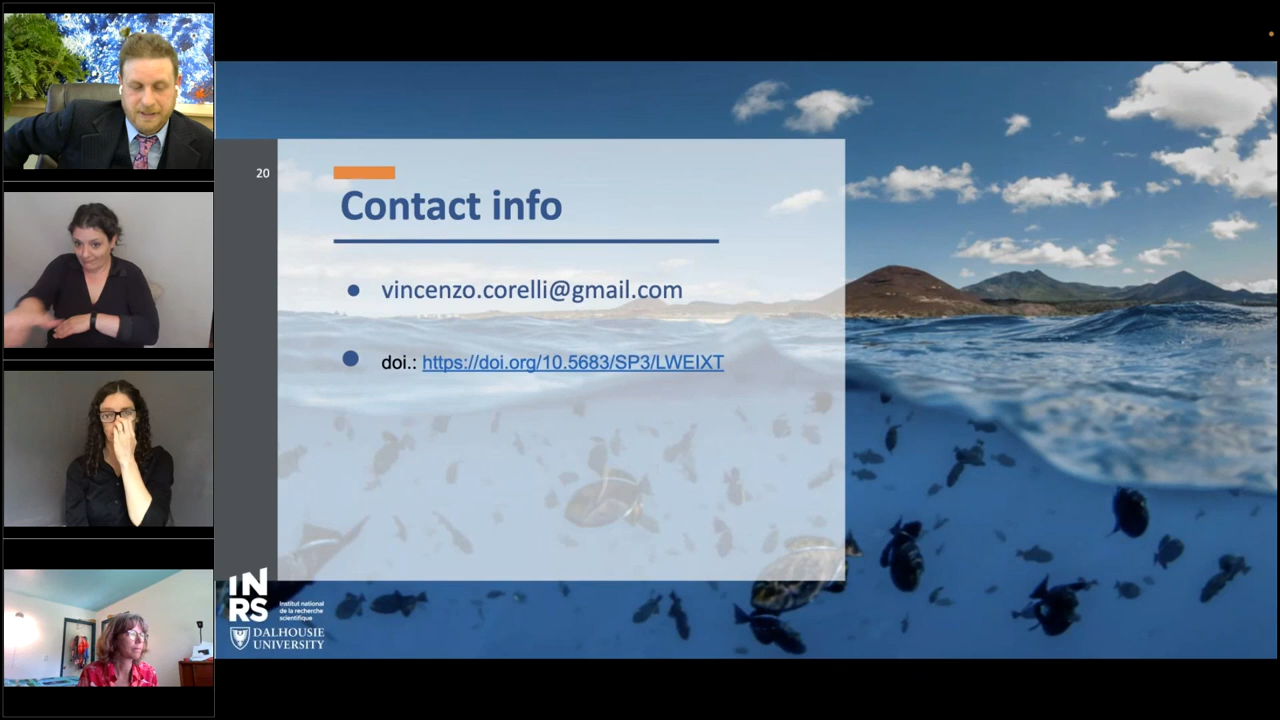 20
Contact info
• vincenzo.corelli@gmail.com
• doi.: https://doi.org/10.5683/SP3/LWEIXT
INRS
Institut national
de la recherche
scientifique
DALHOUSIE
UNIVERSITY